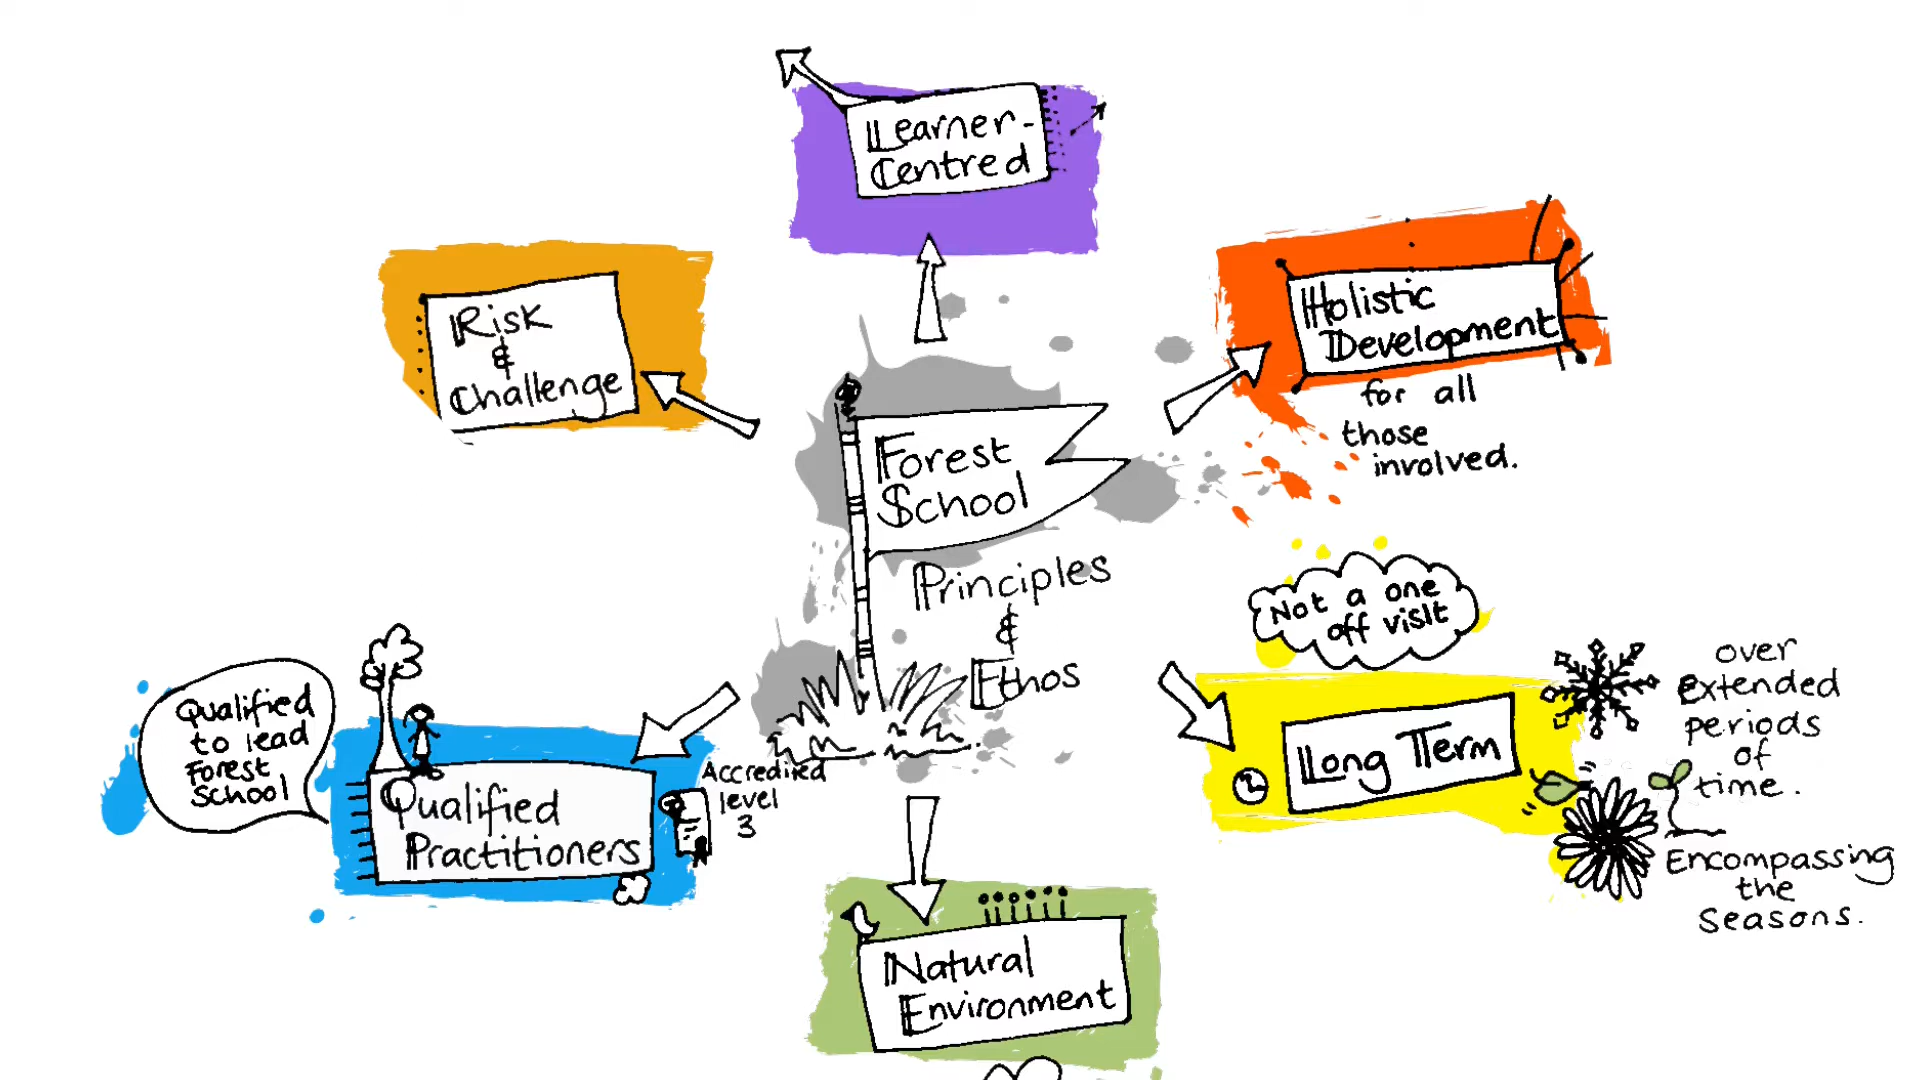 Learner-
Centred
Risk
&
Challenge
Holistic
Development
for all
those
involved.
Forest
School
Principles
&
Ethos
Not a one
off visit
Long Term
over
extended
periods
of
time.
Encompassing
the
seasons.
Qualified
to lead
Forest
School
Qualified
Practitioners
Accredited
level
3
Natural
Environment